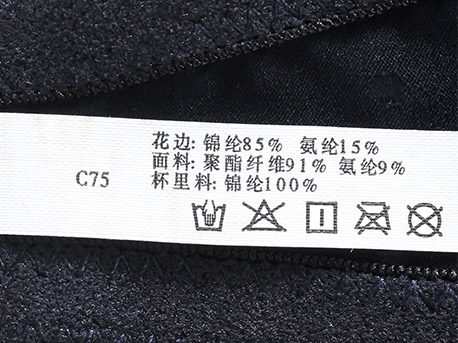 花边: 锦纶85% 氨纶15%
面料: 聚酯纤维91% 氨纶9%
C75
杯里料: 锦纶100%